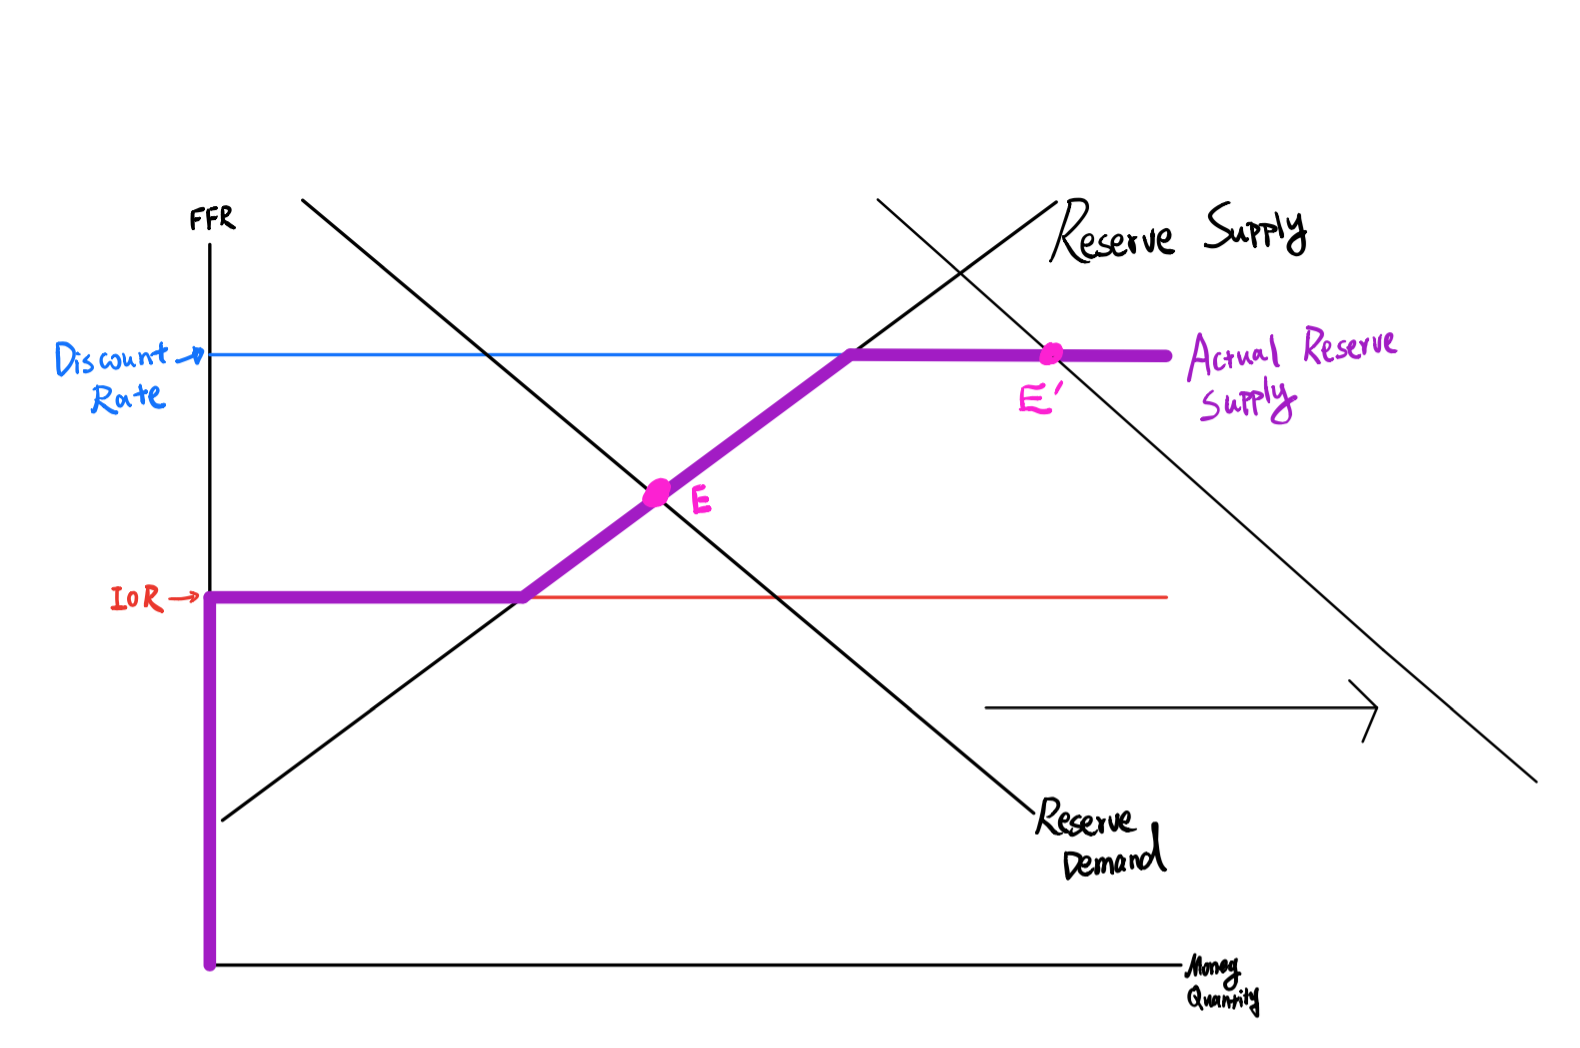 FFR
Reserve Supply
Discount
Rate
Actual Reserve
Supply
E'
E
IOR
Reserve
Demand
Money
Quantity